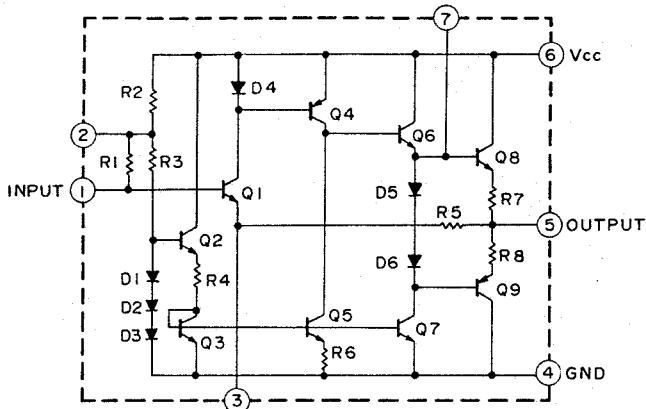 7
6 Vcc
D4
R2
Q4
Q6
2
Q8
R1
R3
D5
R7
INPUT 1
Q1
R5
5 OUTPUT
Q2
D6
R8
R4
Q9
D1
D2
Q5
Q7
D3
Q3
R6
4 GND
3